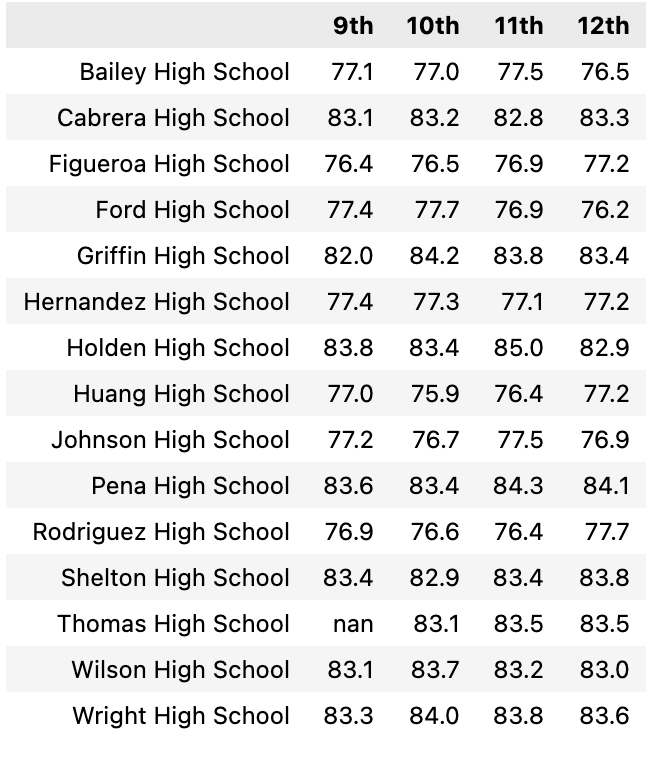 9th 10th 11th 12th
Bailey High School 77.1 77.0 77.5 76.5
Cabrera High School 83.1 83.2 82.8 83.3
Figueroa High School 76.4 76.5 76.9 77.2
Ford High School 77.4 77.7 76.9 76.2
Griffin High School 82.0 84.2 83.8 83.4
Hernandez High School 77.4 77.3 77.1 77.2
Holden High School 83.8 83.4 85.0 82.9
Huang High School 77.0 75.9 76.4 77.2
Johnson High School 77.2 76.7 77.5 76.9
Pena High School 83.6 83.4 84.3 84.1
Rodriguez High School 76.9 76.6 76.4 77.7
Shelton High School 83.4 82.9 83.4 83.8
Thomas High School nan 83.1 83.5 83.5
Wilson High School 83.1 83.7 83.2 83.0
Wright High School 83.3 84.0 83.8 83.6